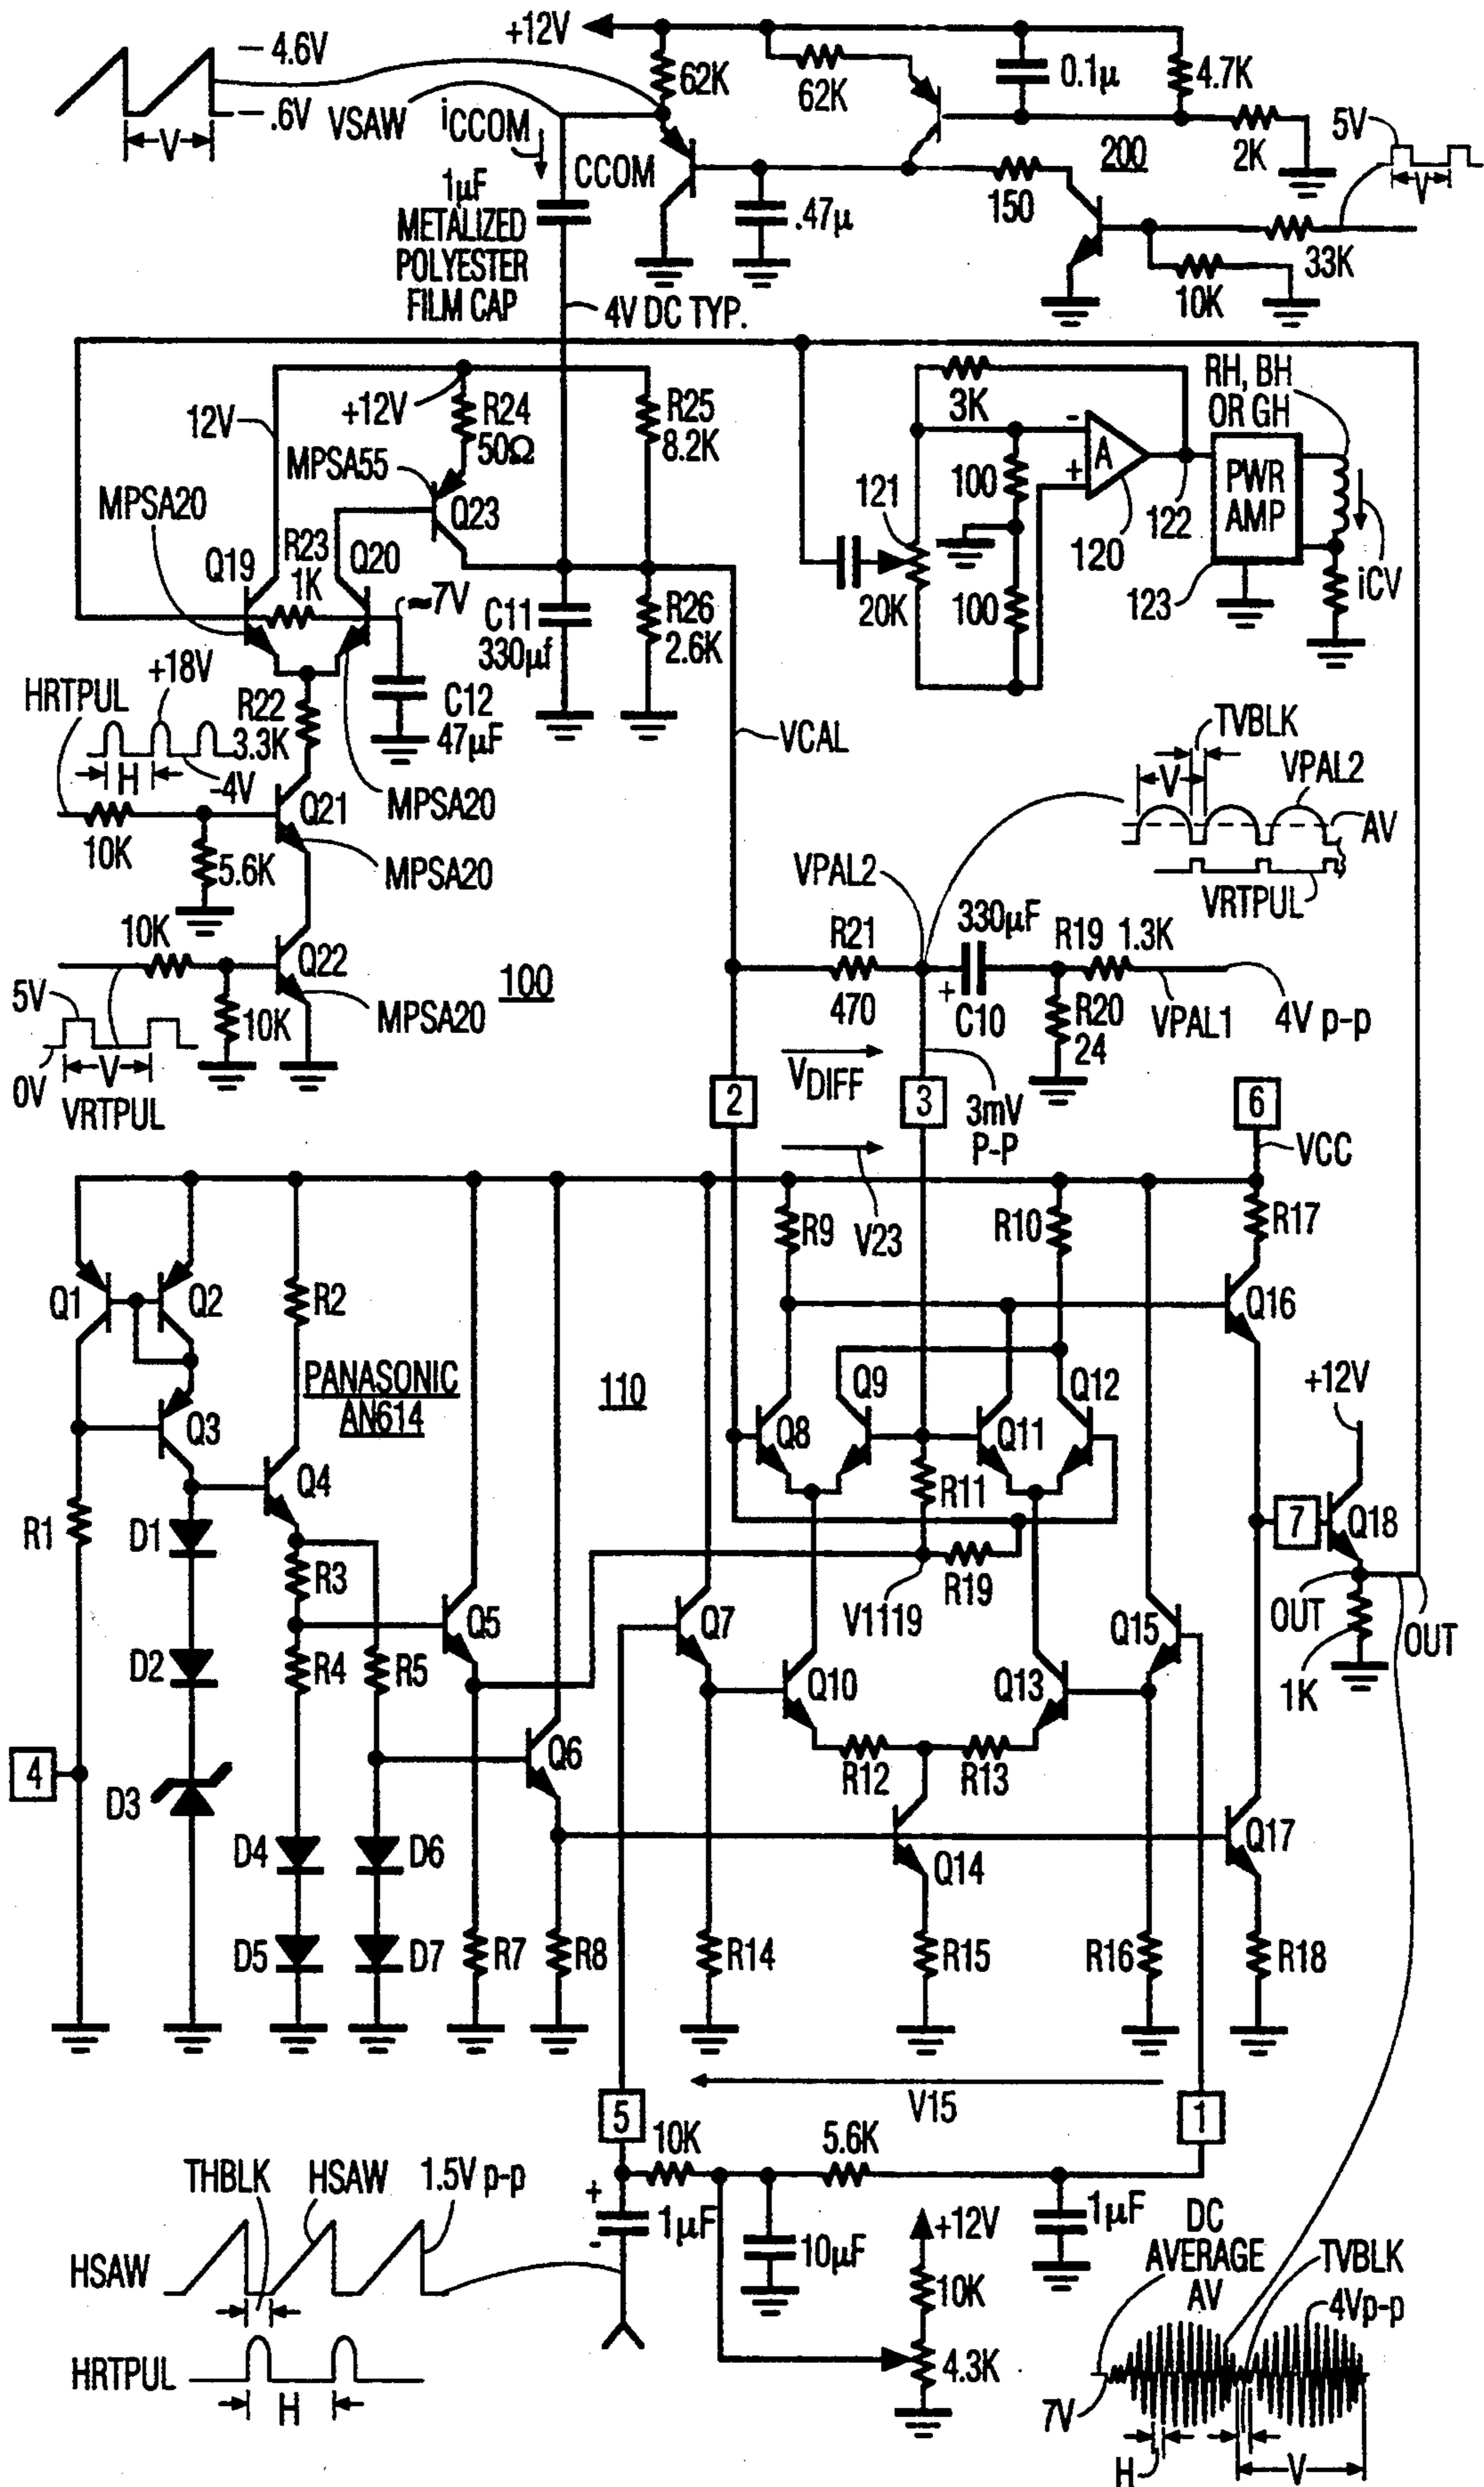 +12V
– 4.6V
–.6V
V
VSAW
iCCOM
62K
62K
0.1µ
4.7K
2K
200
5V
V
CCOM
1µF
METALIZED
POLYESTER
FILM CAP
.47µ
150
33K
10K
4V DC TYP.
12V
+12V
R24
50Ω
R25
8.2K
MPSA55
Q23
MPSA20
Q19
R23
1K
Q20
≈7V
C11
330µf
R26
2.6K
3K
121
100
100
20K
-
+
A
120
122
RH, BH
OR GH
PWR
AMP
123
iCV
HRTPUL
+18V
R22
3.3K
-4V
H
C12
47µF
Q21
MPSA20
10K
5.6K
MPSA20
10K
Q22
10K
MPSA20
100
5V
0V
V
VRTPUL
VCAL
TVBLK
V
VPAL2
AV
VRTPUL
VPAL2
R21
470
330µF
+
C10
R19 1.3K
R20
24
VPAL1
4V p-p
VDIFF
2
3
3mV
P-P
6
VCC
V23
R9
R10
R17
Q1
Q2
R2
Q16
PANASONIC
AN614
110
Q3
Q8
Q9
Q11
Q12
+12V
Q4
R11
R1
D1
R3
R19
7
Q18
V1119
OUT
OUT
1K
Q5
Q7
Q15
D2
R4
R5
Q10
Q13
4
D3
Q6
R12
R13
D4
D6
Q14
Q17
D5
D7
R7
R8
R14
R15
R16
R18
V15
5
1
10K
5.6K
THBLK
HSAW
1.5V p-p
+
-
1µF
10µF
+12V
10K
1µF
4.3K
HSAW
HRTPUL
H
DC
AVERAGE
AV
TVBLK
4Vp-p
7V
H
V